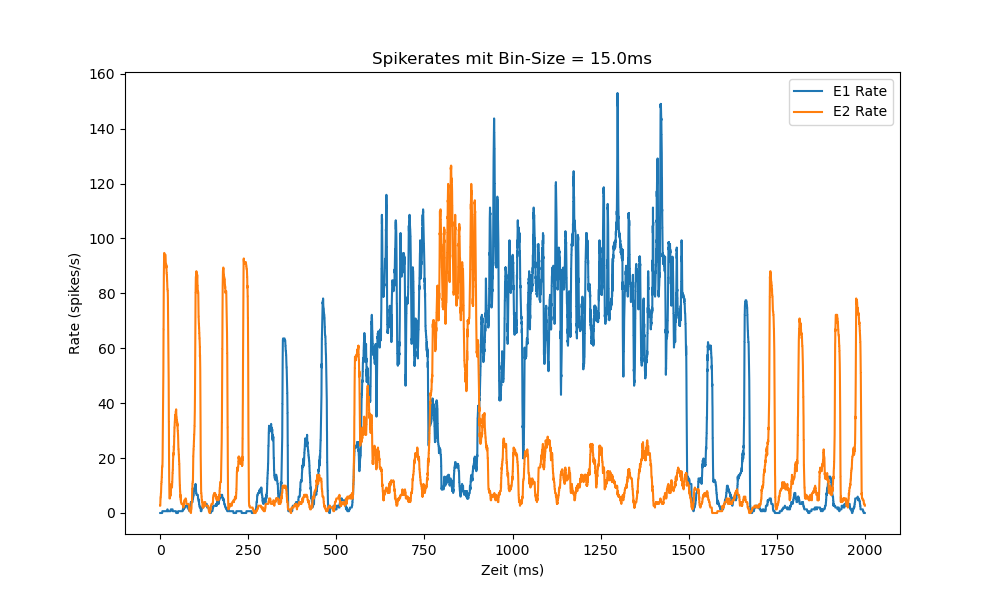 Spikerates mit Bin-Size = 15.0ms
E1 Rate
E2 Rate
Rate (spikes/s)
160
140
120
100
80
60
40
20
0
0 250 500 750 1000 1250 1500 1750 2000
Zeit (ms)